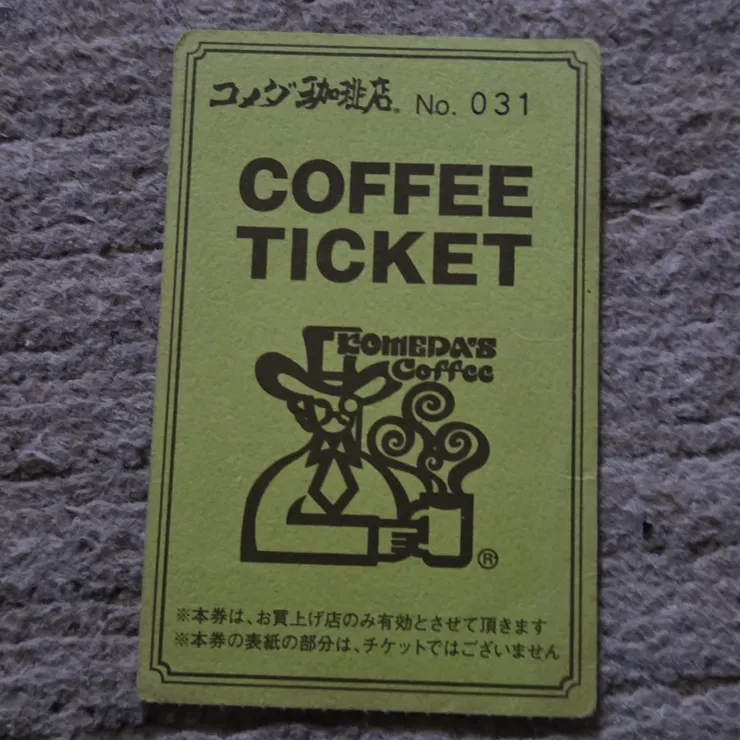 コメダ珈琲店® No. 031
COFFEE
TICKET
KOMEDA'S
Coffee
®
※本券は、お買上げ店のみ有効とさせて頂きます
※本券の表紙の部分は、チケットではございません